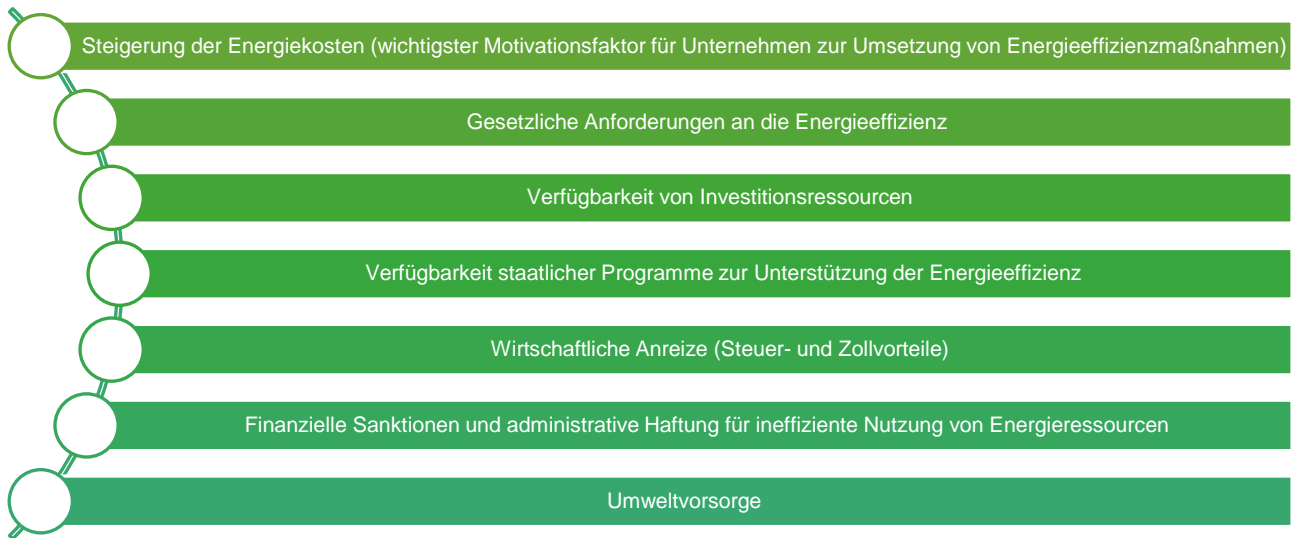 Steigerung der Energiekosten (wichtigster Motivationsfaktor für Unternehmen zur Umsetzung von Energieeffizienzmaßnahmen)
Gesetzliche Anforderungen an die Energieeffizienz
Verfügbarkeit von Investitionsressourcen
Verfügbarkeit staatlicher Programme zur Unterstützung der Energieeffizienz
Wirtschaftliche Anreize (Steuer- und Zollvorteile)
Finanzielle Sanktionen und administrative Haftung für ineffiziente Nutzung von Energieressourcen
Umweltvorsorge